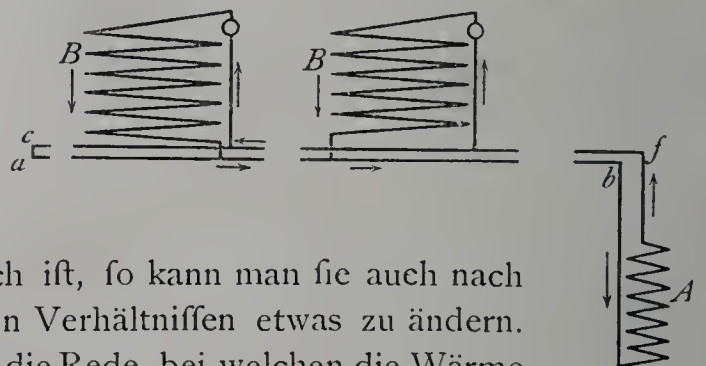 B
B
c
a
f
b
A
ch iſt, ſo kann man ſie auch nach
n Verhältniſſen etwas zu ändern.
die Rede, bei welchen die Wärme